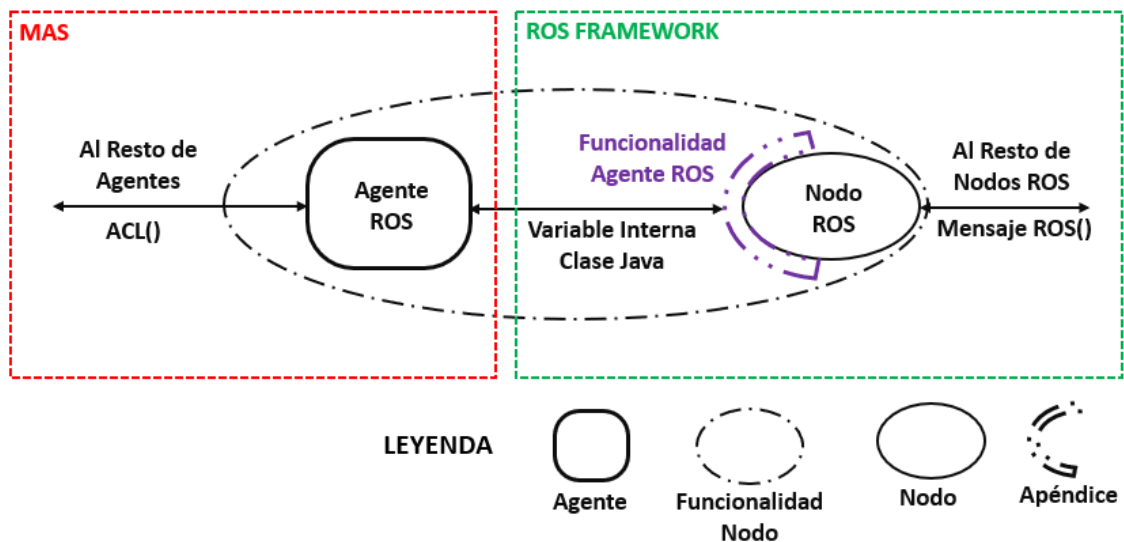 MAS
ROS FRAMEWORK
Al Resto de
Agentes
ACL()
Agente
ROS
Funcionalidad
Agente ROS
Variable Interna
Clase Java
Nodo
ROS
Al Resto de
Nodos ROS
Mensaje ROS()
LEYENDA
Agente
Funcionalidad
Nodo
Nodo
Apéndice